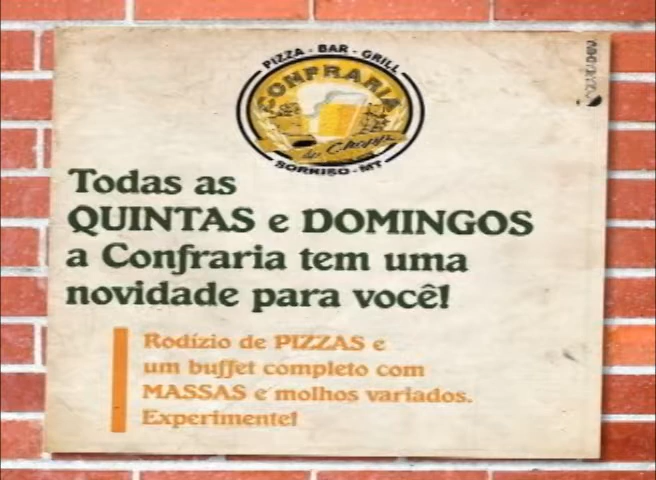 PIZZA - BAR - GRILL
CONFRARIA
do Chopp
SORRISO - MT
Todas as
QUINTAS e DOMINGOS
a Confraria tem uma
novidade para você!
Rodízio de PIZZAS e
um buffet completo com
MASSAS e molhos variados.
Experimente!